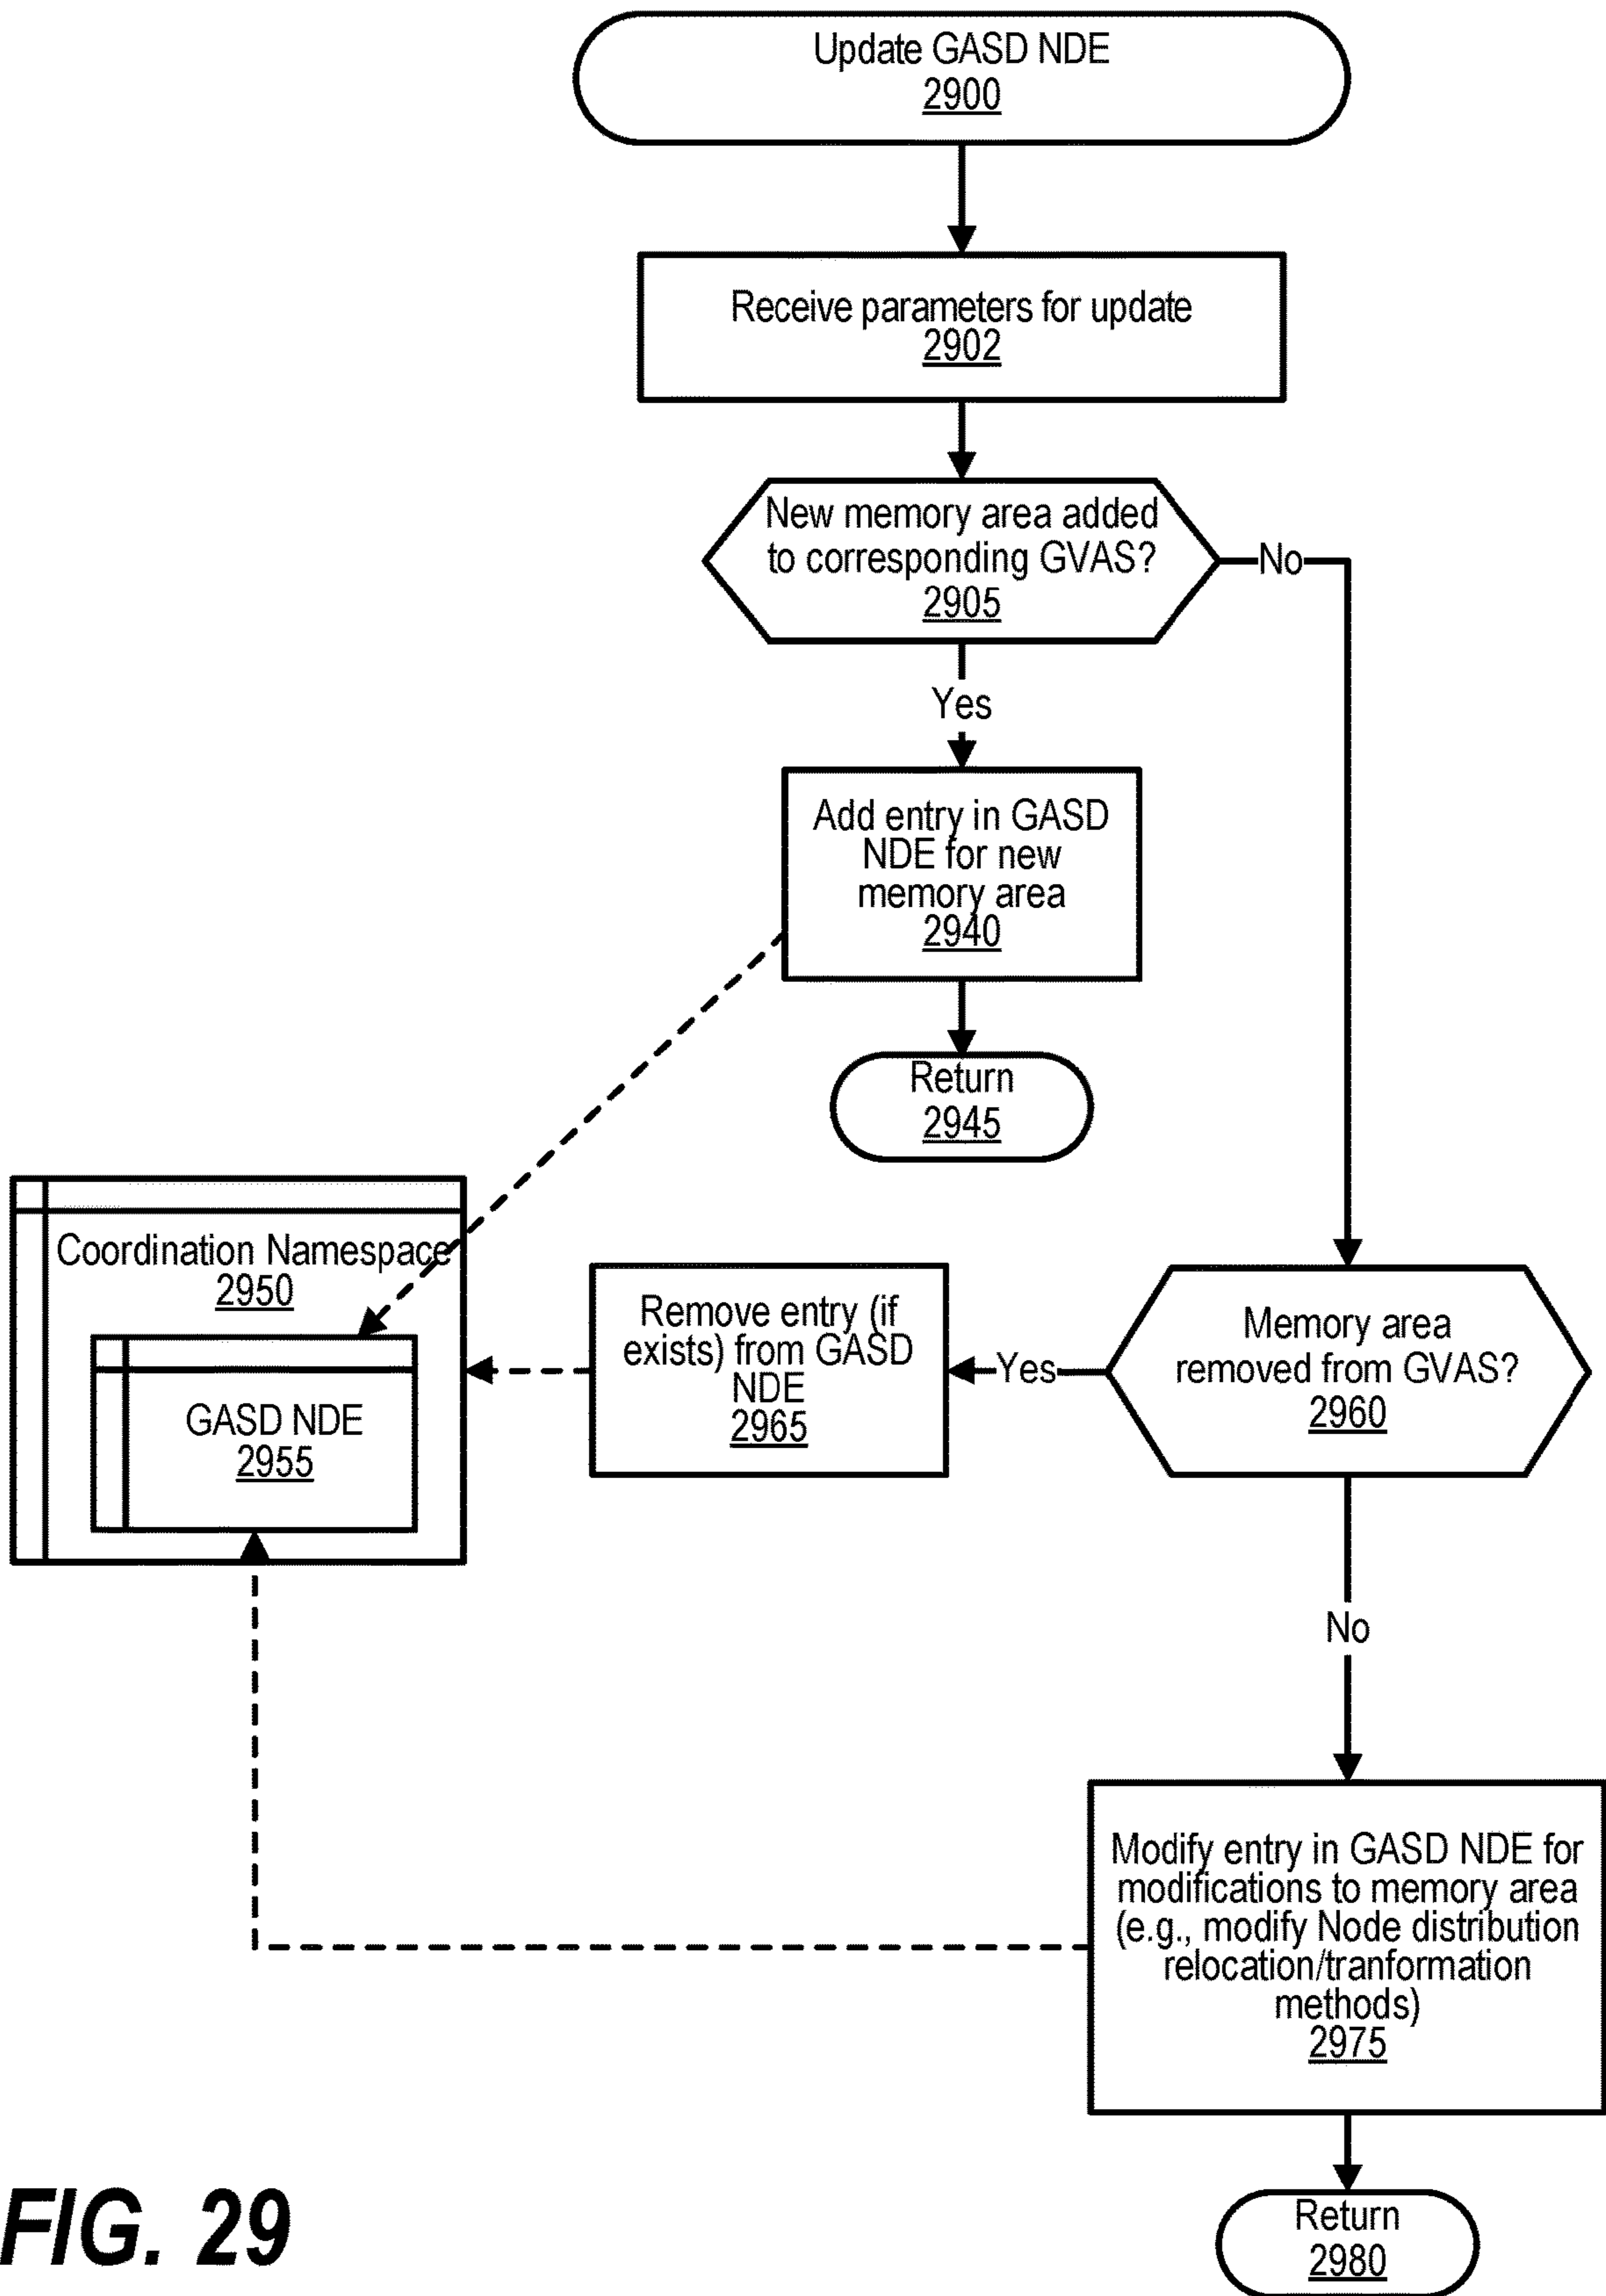 Update GASD NDE
2900
Receive parameters for update
2902
New memory area added
to corresponding GVAS?
2905
No
Yes
Add entry in GASD
NDE for new
memory area
2940
Return
2945
Coordination Namespace
2950
GASD NDE
2955
Remove entry (if
exists) from GASD
NDE
2965
Yes
Memory area
removed from GVAS?
2960
No
Modify entry in GASD NDE for
modifications to memory area
(e.g., modify Node distribution
relocation/tranformation
methods)
2975
Return
2980
FIG. 29